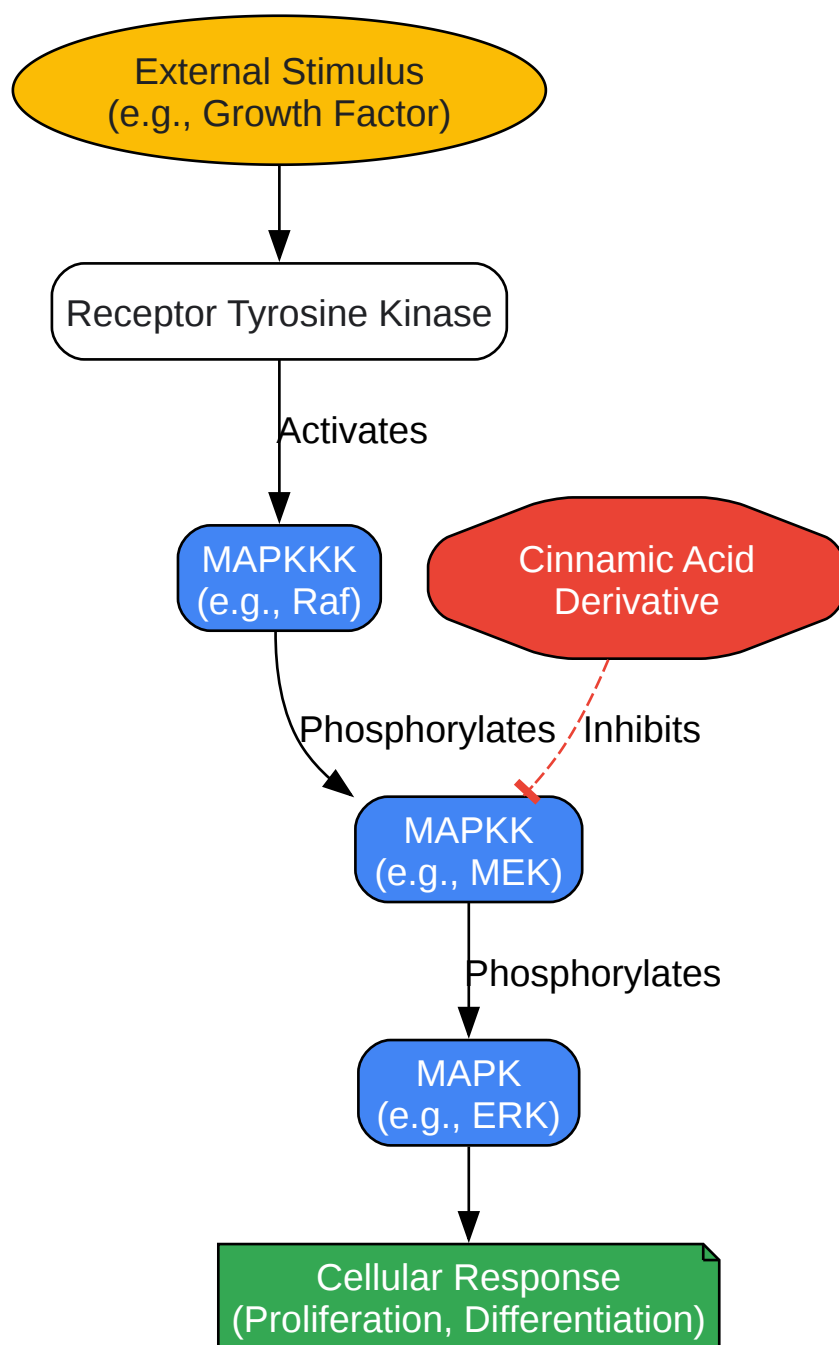 External Stimulus
(e.g., Growth Factor)
Receptor Tyrosine Kinase
Activates
MAPKKK
(e.g., Raf)
Cinnamic Acid
Derivative
Phosphorylates
Inhibits
MAPKK
(e.g., MEK)
Phosphorylates
MAPK
(e.g., ERK)
Cellular Response
(Proliferation, Differentiation)